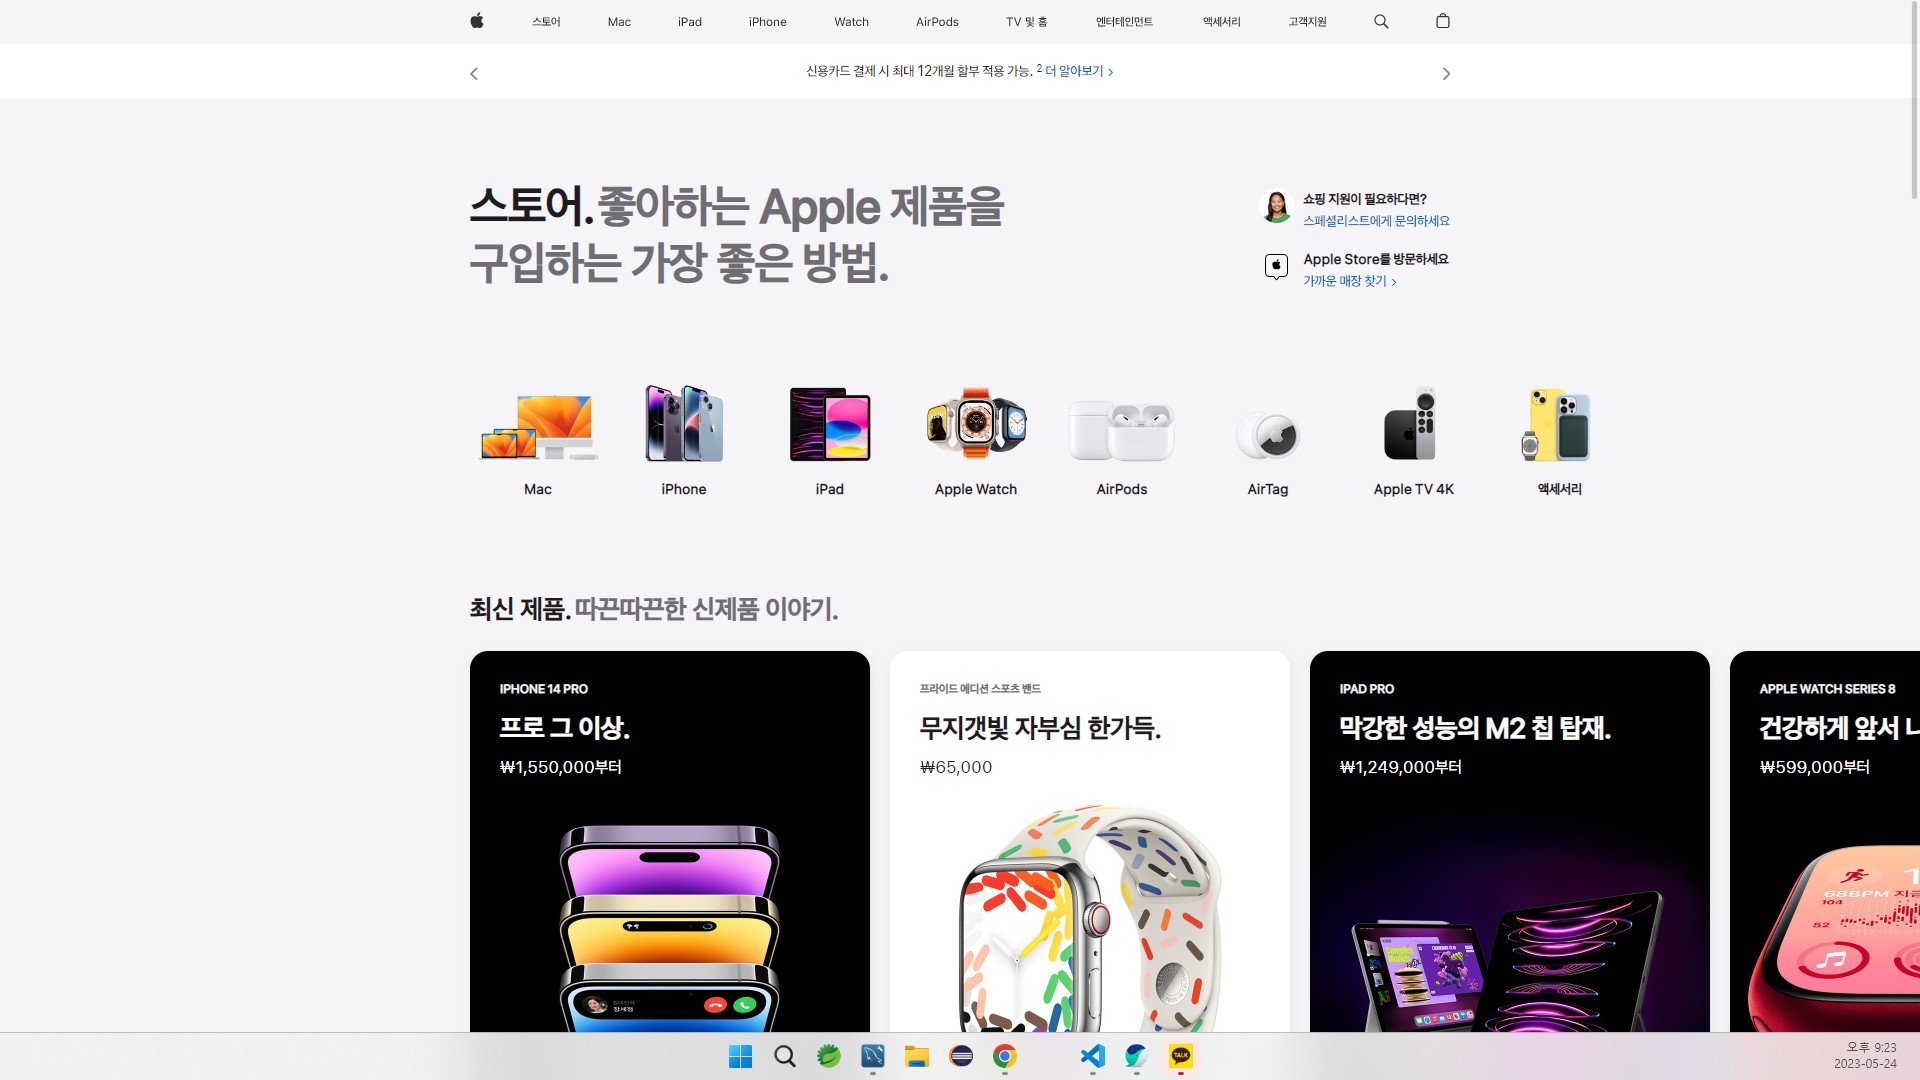 스토어
Mac
iPad
iPhone
Watch
AirPods
TV 및 홈
엔터테인먼트
액세서리
고객지원
신용카드 결제 시 최대 12개월 할부 적용 가능. 2 더 알아보기 >
스토어. 좋아하는 Apple 제품을
구입하는 가장 좋은 방법.
쇼핑 지원이 필요하다면?
스페셜리스트에게 문의하세요
Apple Store를 방문하세요
가까운 매장 찾기 >
Mac
iPhone
iPad
Apple Watch
AirPods
AirTag
Apple TV 4K
액세서리
최신 제품. 따끈따끈한 신제품 이야기.
IPHONE 14 PRO
프로 그 이상.
₩1,550,000부터
프라이드 에디션 스포츠 밴드
무지갯빛 자부심 한가득.
₩65,000
IPAD PRO
막강한 성능의 M2 칩 탑재.
₩1,249,000부터
APPLE WATCH SERIES 8
건강하게 앞서 나
₩599,000부터
68BPM
104
52
TALK
오후 9:23
2023-05-24